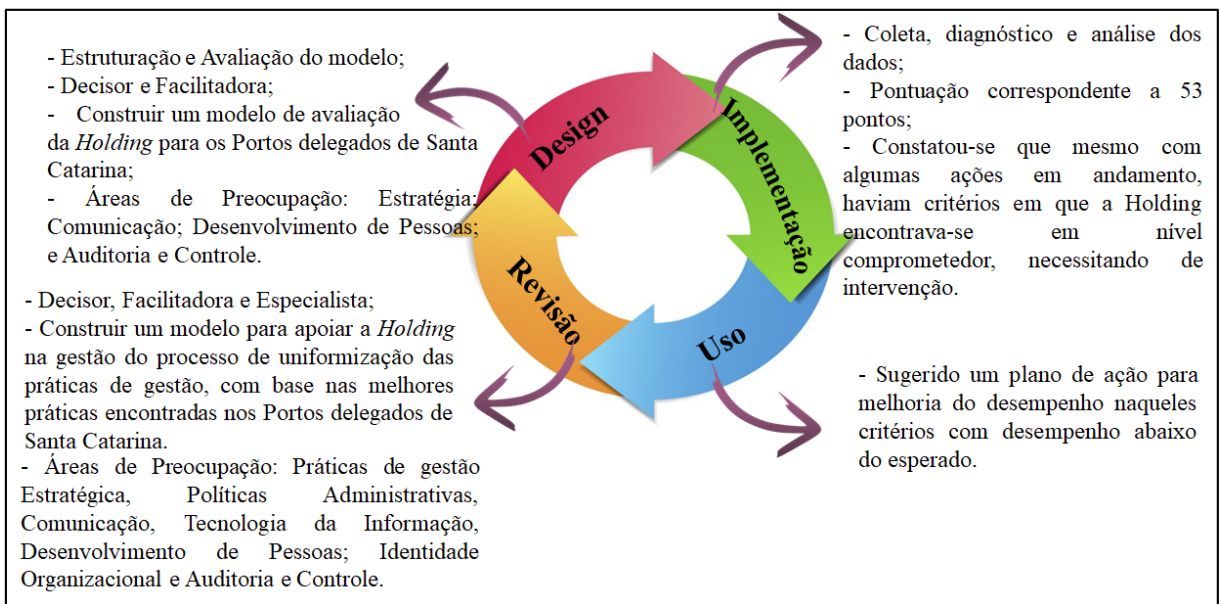 - Estruturação e Avaliação do modelo;
- Decisor e Facilitadora;
- Construir um modelo de avaliação
da Holding para os Portos delegados de Santa
Catarina;
- Áreas de Preocupação: Estratégia;
Comunicação; Desenvolvimento de Pessoas;
e Auditoria e Controle.
Design
Implementação
- Coleta, diagnóstico e análise dos
dados;
- Pontuação correspondente a 53
pontos;
- Constatou-se que mesmo com
algumas ações em andamento,
haviam critérios em que a Holding
encontrava-se em nível
comprometedor, necessitando de
intervenção.
Revisão
Uso
- Decisor, Facilitadora e Especialista;
- Construir um modelo para apoiar a Holding
na gestão do processo de uniformização das
práticas de gestão, com base nas melhores
práticas encontradas nos Portos delegados de
Santa Catarina.
- Áreas de Preocupação: Práticas de gestão
Estratégica, Políticas Administrativas,
Comunicação, Tecnologia da Informação,
Desenvolvimento de Pessoas; Identidade
Organizacional e Auditoria e Controle.
- Sugerido um plano de ação para
melhoria do desempenho naqueles
critérios com desempenho abaixo
do esperado.